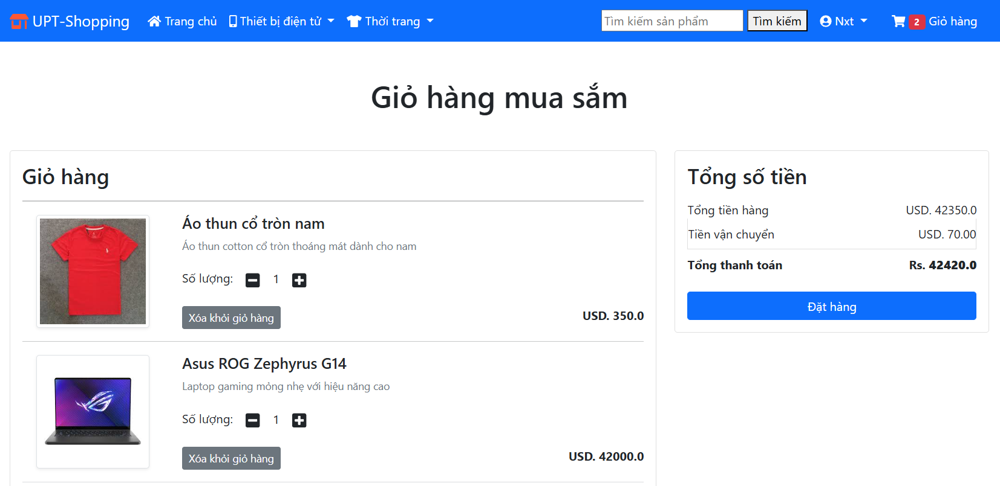 UPT-Shopping Trang chủ Thiết bị điện tử Thời trang Tìm kiếm sản phẩm Tìm kiếm Nxt 2 Giỏ hàng
Giỏ hàng mua sắm
Giỏ hàng
Áo thun cổ tròn nam
Áo thun cotton cổ tròn thoáng mát dành cho nam
Số lượng: 1
Xóa khỏi giỏ hàng USD. 350.0
Asus ROG Zephyrus G14
Laptop gaming mỏng nhẹ với hiệu năng cao
Số lượng: 1
Xóa khỏi giỏ hàng USD. 42000.0
Tổng số tiền
Tổng tiền hàng USD. 42350.0
Tiền vận chuyển USD. 70.00
Tổng thanh toán Rs. 42420.0
Đặt hàng